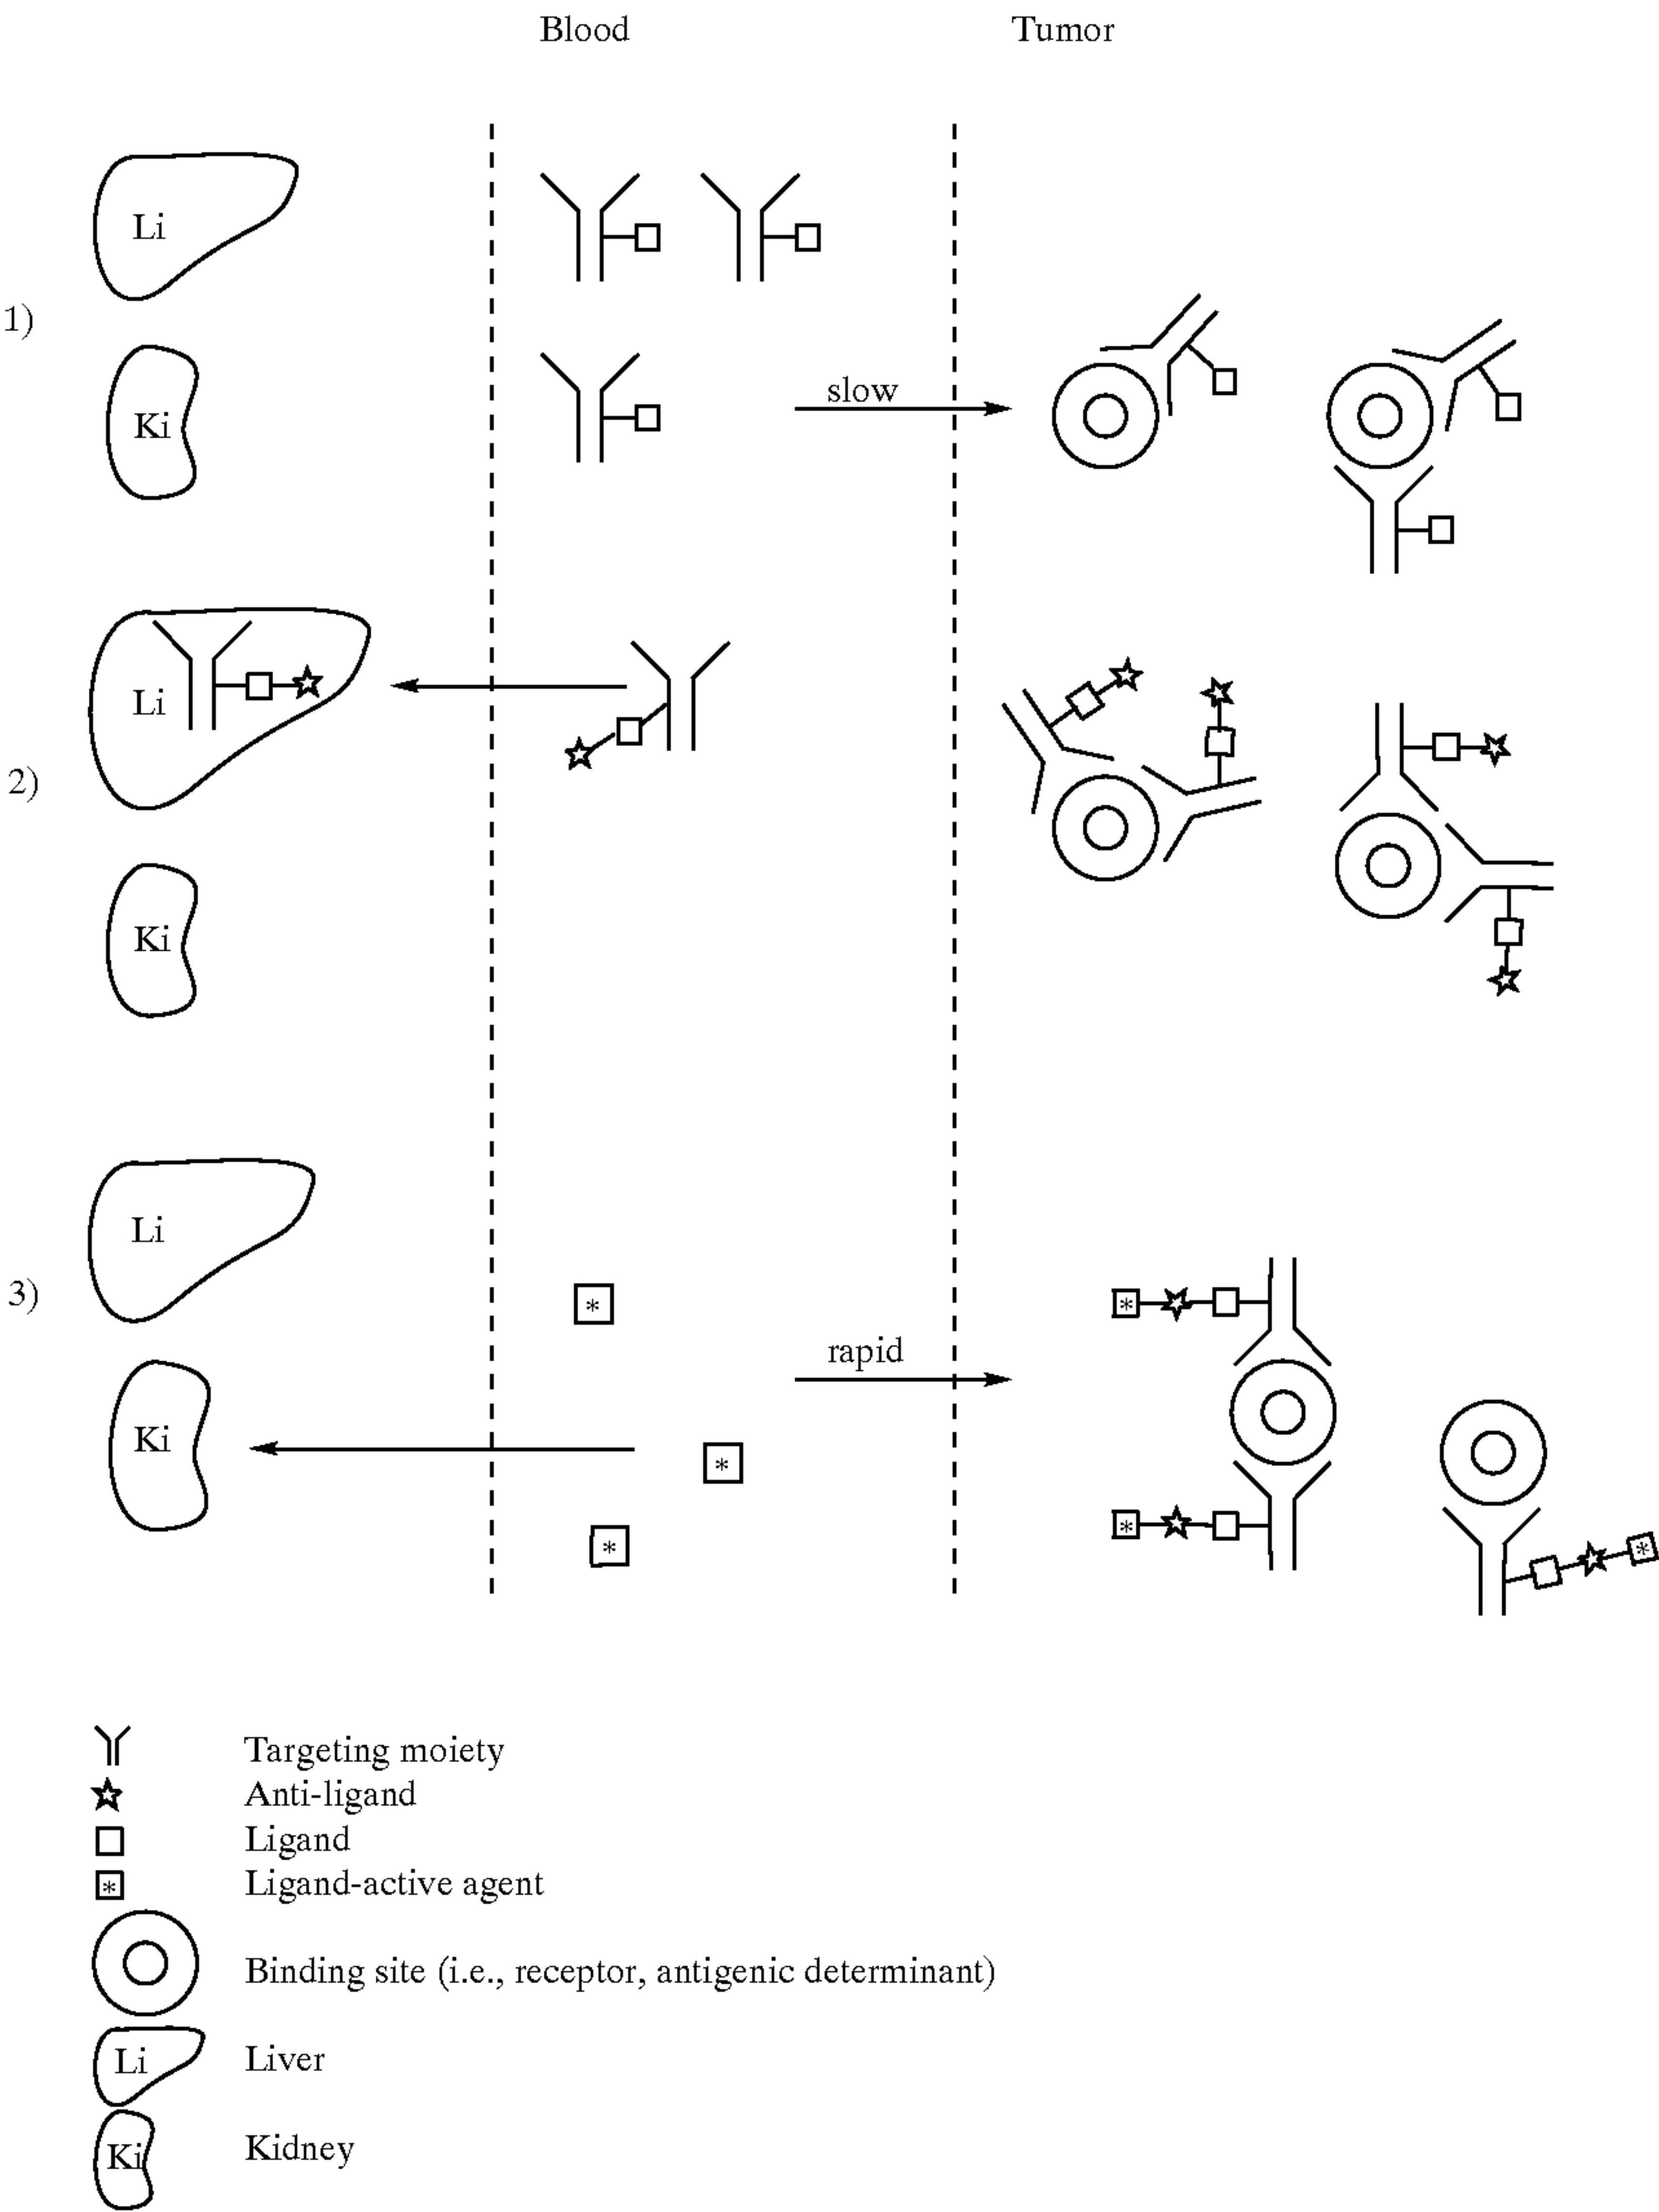 Blood Tumor
Li
1)
Ki
slow
Li
2)
Ki
Li
3)
*
rapid
*
Ki
*
*
*
*
Targeting moiety
Anti-ligand
Ligand
* Ligand-active agent
Binding site (i.e., receptor, antigenic determinant)
Li Liver
Ki Kidney